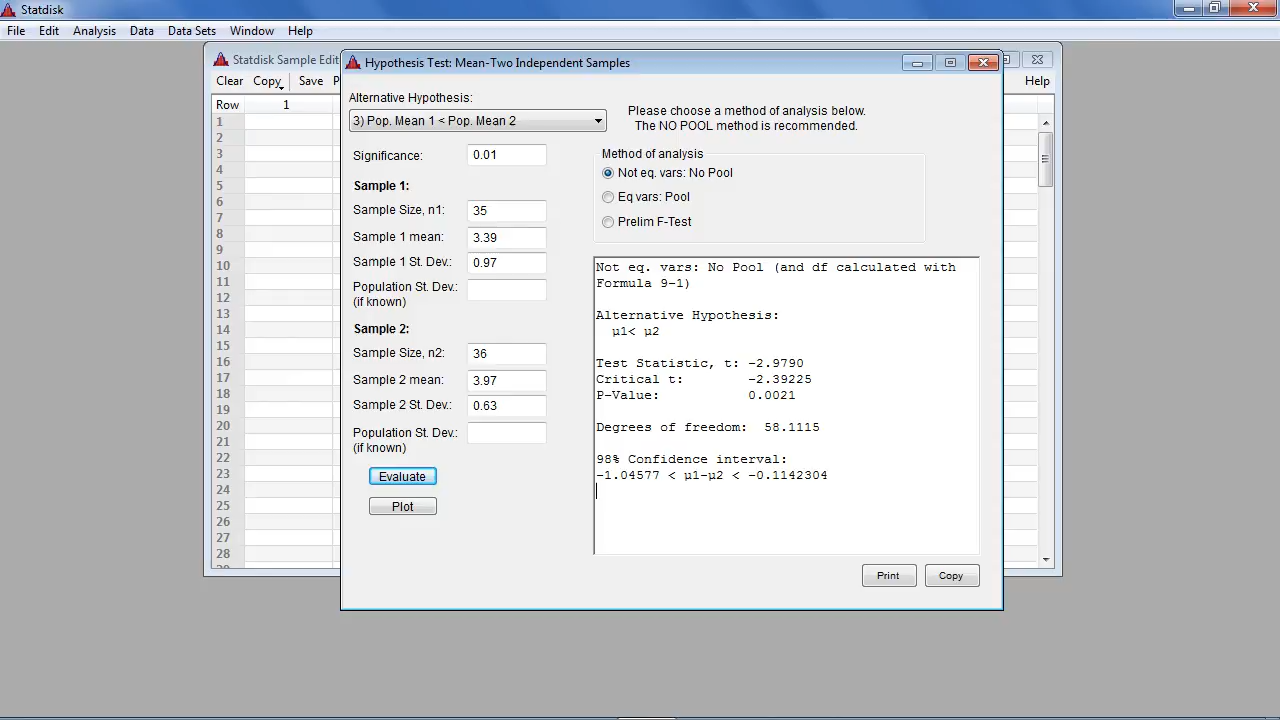 Statdisk
File Edit Analysis Data Data Sets Window Help
Statdisk Sample Edit
Clear Copy Save P Help
Row 1
1
2
3
4
5
6
7
8
9
10
11
12
13
14
15
16
17
18
19
20
21
22
23
24
25
26
27
28
Hypothesis Test: Mean-Two Independent Samples
Alternative Hypothesis:
3) Pop. Mean 1 < Pop. Mean 2
Significance: 0.01
Sample 1:
Sample Size, n1: 35
Sample 1 mean: 3.39
Sample 1 St. Dev.: 0.97
Population St. Dev.:
(if known)
Sample 2:
Sample Size, n2: 36
Sample 2 mean: 3.97
Sample 2 St. Dev.: 0.63
Population St. Dev.:
(if known)
Evaluate
Plot
Please choose a method of analysis below.
The NO POOL method is recommended.
Method of analysis
Not eq. vars: No Pool
Eq vars: Pool
Prelim F-Test
Not eq. vars: No Pool (and df calculated with
Formula 9-1)
Alternative Hypothesis:
µ1< µ2
Test Statistic, t: -2.9790
Critical t: -2.39225
P-Value: 0.0021
Degrees of freedom: 58.1115
98% Confidence interval:
-1.04577 < µ1-µ2 < -0.1142304
Print Copy